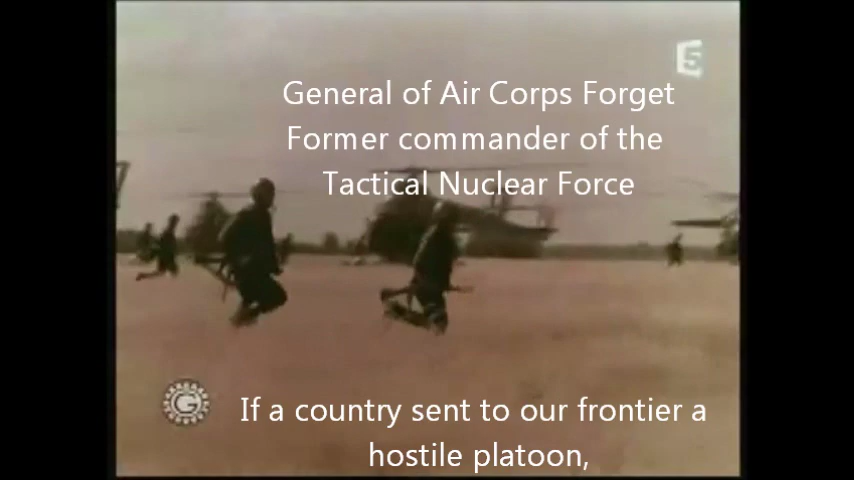 5
General of Air Corps Forget
Former commander of the
Tactical Nuclear Force
G
If a country sent to our frontier a
hostile platoon,